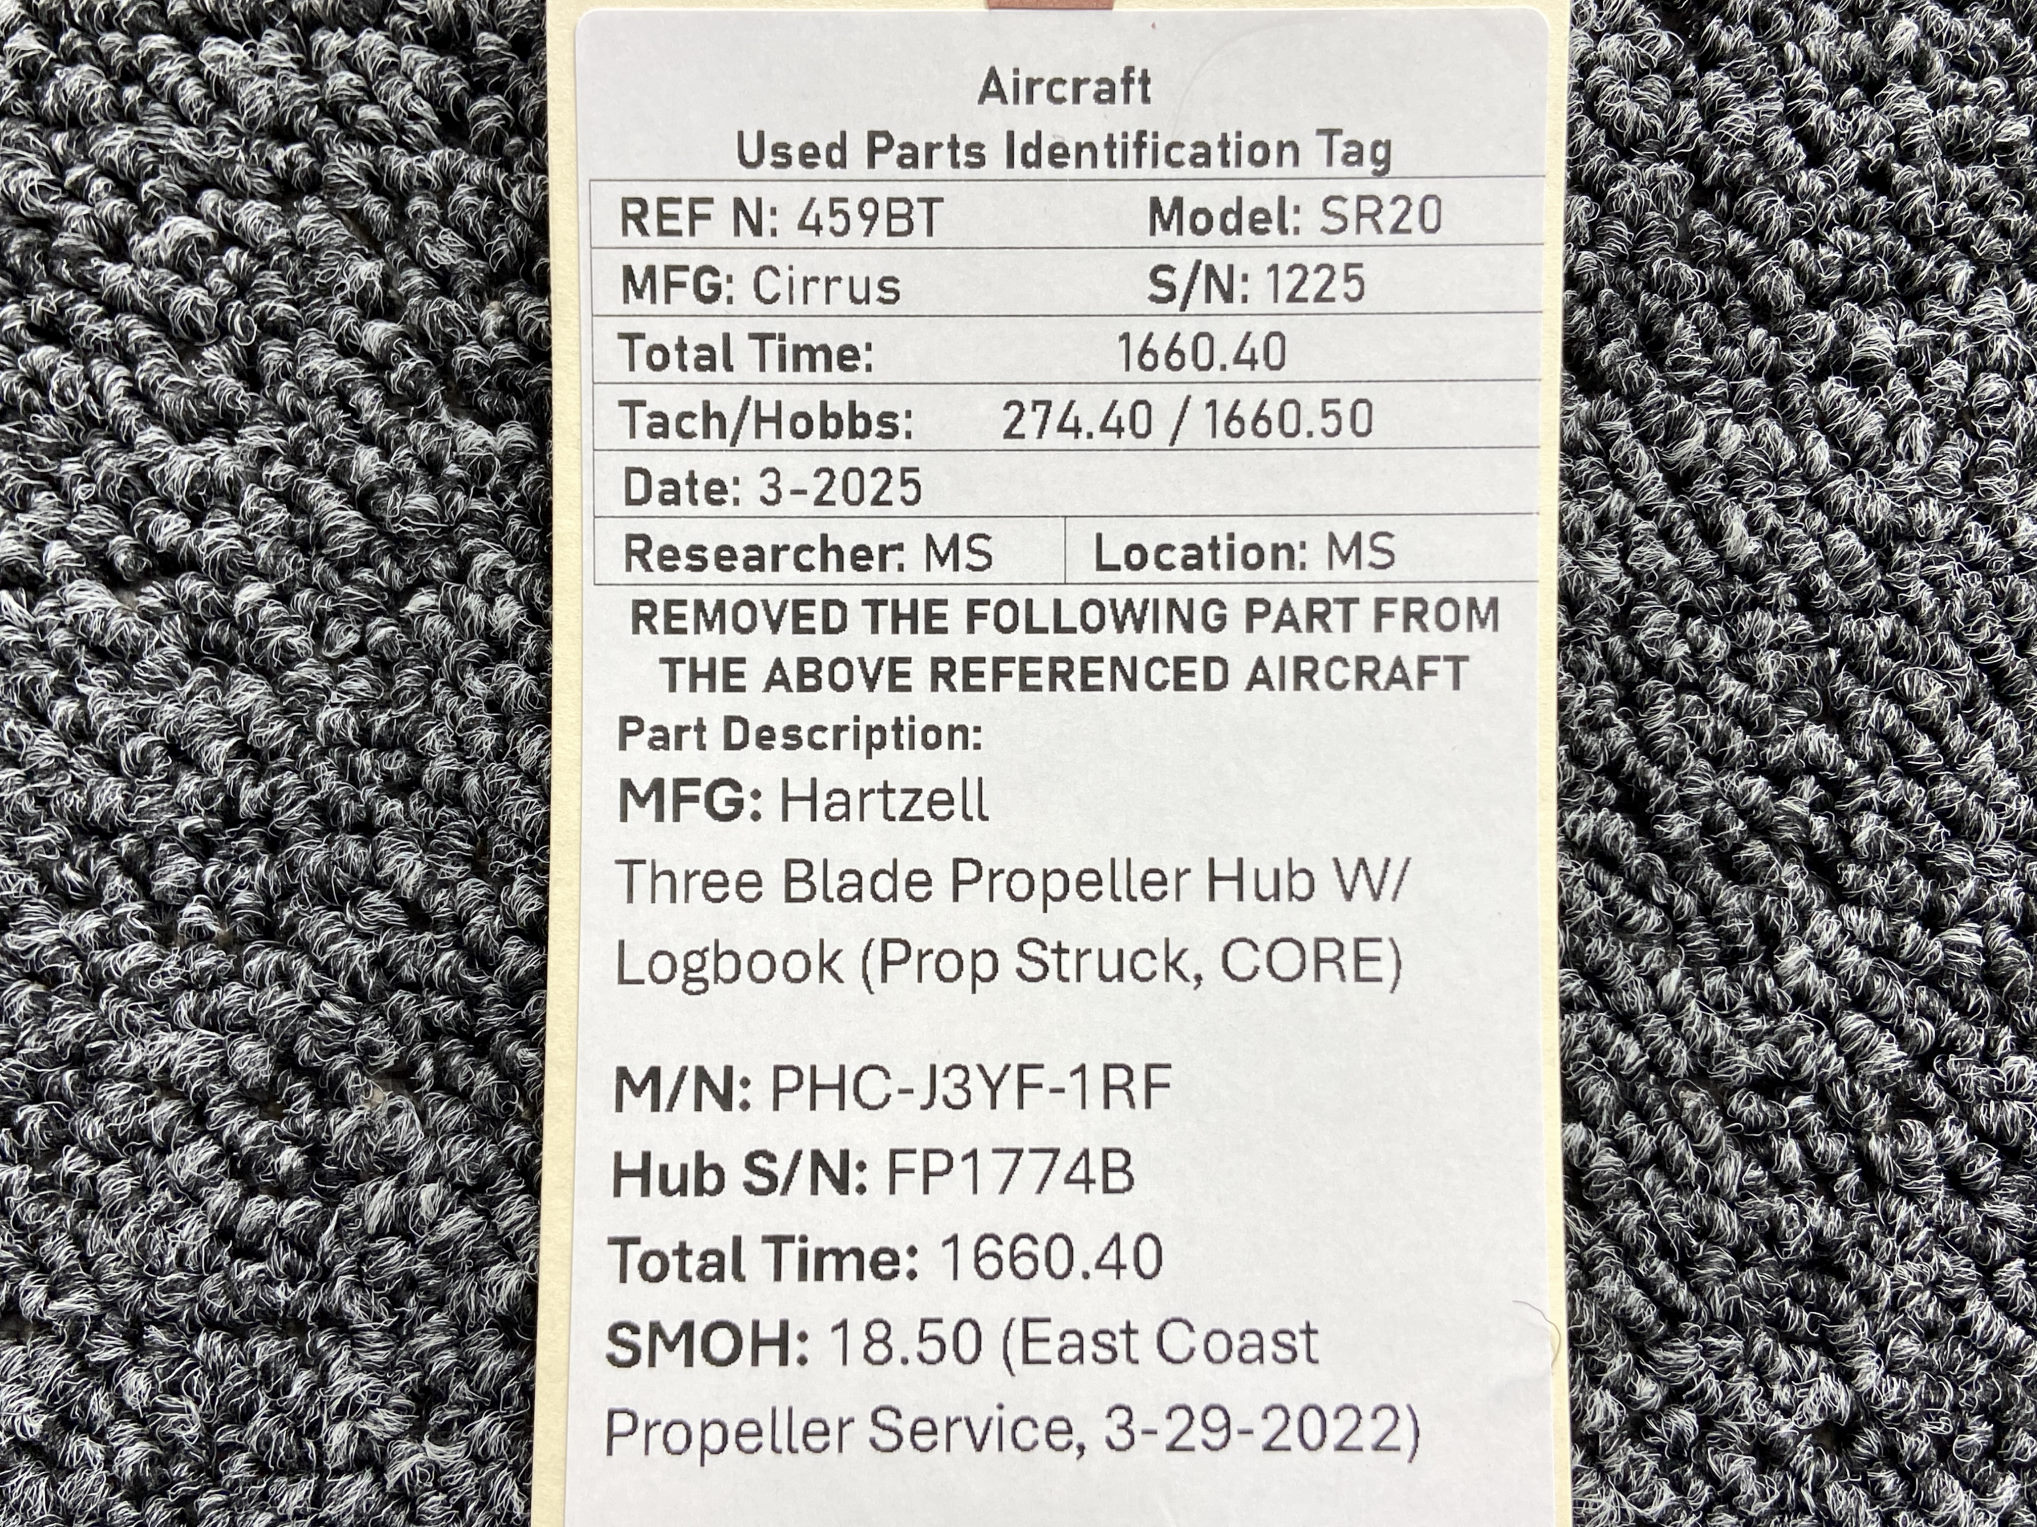 Aircraft
Used Parts Identification Tag
REF N: 459BT Model: SR20
MFG: Cirrus S/N: 1225
Total Time: 1660.40
Tach/Hobbs: 274.40 / 1660.50
Date: 3-2025
Researcher: MS Location: MS
REMOVED THE FOLLOWING PART FROM
THE ABOVE REFERENCED AIRCRAFT
Part Description:
MFG: Hartzell
Three Blade Propeller Hub W/
Logbook (Prop Struck, CORE)
M/N: PHC-J3YF-1RF
Hub S/N: FP1774B
Total Time: 1660.40
SMOH: 18.50 (East Coast
Propeller Service, 3-29-2022)